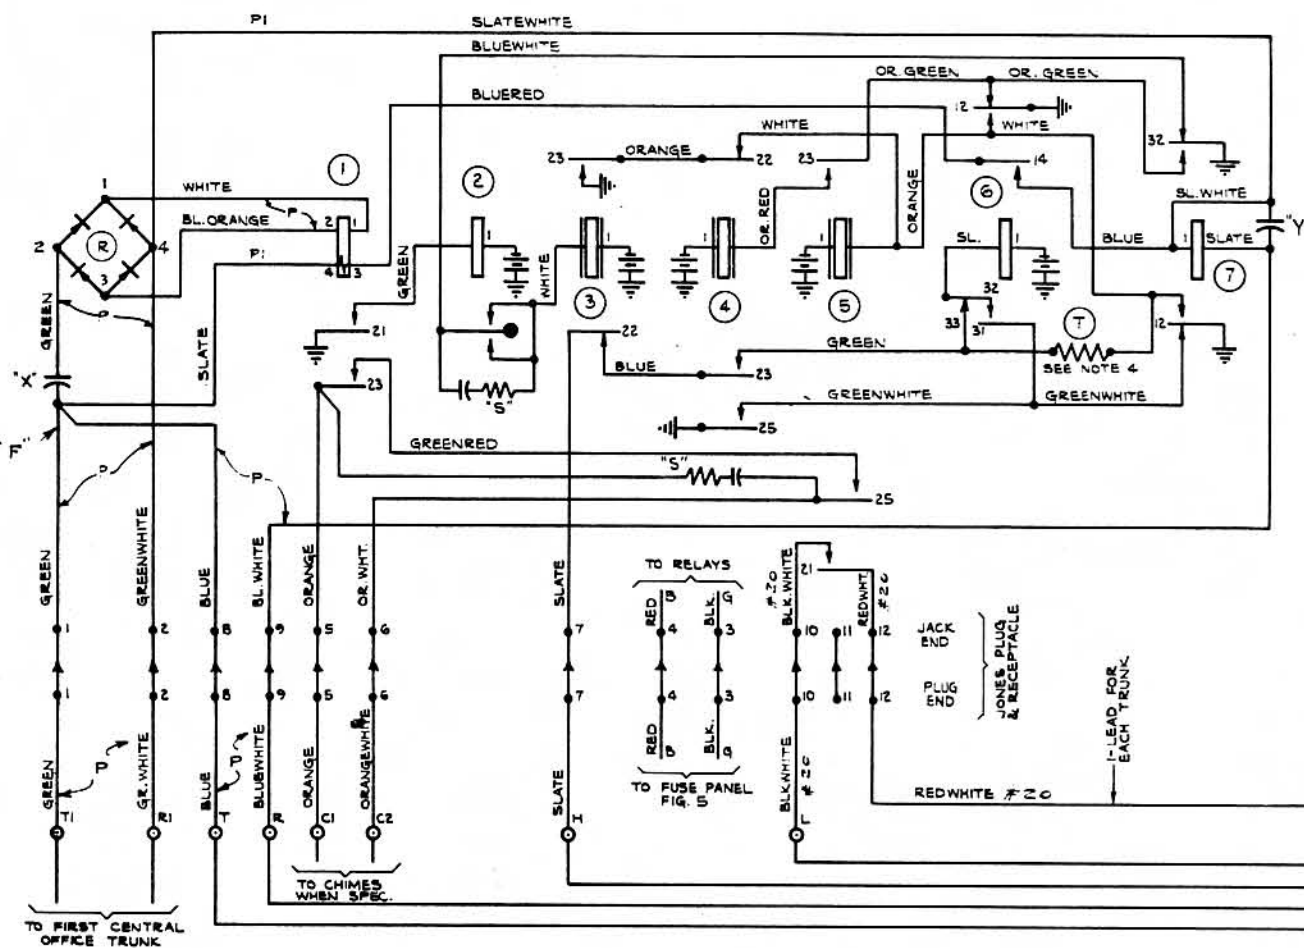 P1
SLATEWHITE
BLUEWHITE
OR. GREEN
OR. GREEN
BLUERED
12
WHITE
WHITE
32
23
ORANGE
22
23
14
1
WHITE
1
2
6
ORANGE
OR.RED
SL. WHITE
P
BL. ORANGE
2
1
2
R
4
GREEN
1
1
1
1
SL.
1
BLUE
1
SLATE
"Y
P1
4
3
3
WHITE
3
4
5
32
7
P
GREEN
SLATE
21
22
33
31
T
12
"X"
BLUE
23
GREEN
SEE NOTE 4
23
"S"
GREENWHITE
GREENWHITE
25
F"
GREENRED
P
P
"S"
25
GREEN
GREENWHITE
BLUE
BL. WHITE
ORANGE
OR. WHT.
SLATE
TO RELAYS
RED
B
BLK.
G
#20
BLK. WHITE
21
REDWHT.
#20
1
2
8
9
5
6
7
4
3
10
11
12
JACK
END
JONES PLUG
& RECEPTACLE
1
2
8
9
5
6
7
4
3
10
11
12
PLUG
END
P
P
GREEN
GR. WHITE
BLUE
BLUEWHITE
ORANGE
ORANGEWHITE
SLATE
RED
B
BLK.
G
TO FUSE PANEL
FIG. 5
BLKWHITE
#20
REDWHITE #20
1-LEAD FOR
EACH TRUNK.
T1
R1
T
R
C1
C2
H
L
TO CHIMES
WHEN SPEC.
TO FIRST CENTRAL
OFFICE TRUNK